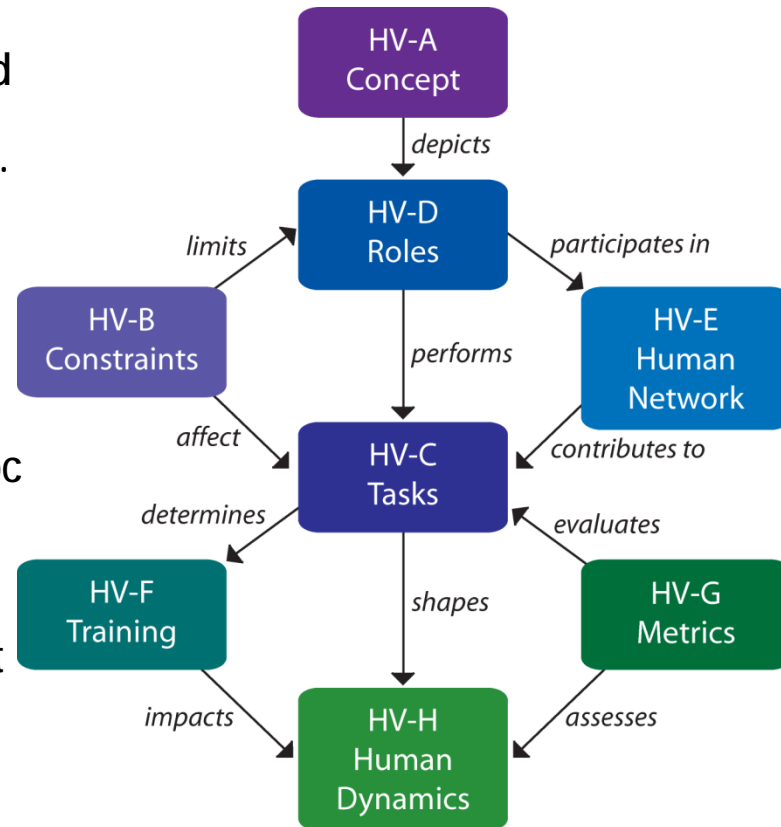 HV-A
Concept
d
depicts
.
HV-D
Roles
limits
participates in
HV-B
Constraints
performs
HV-E
Human
Network
affect
HV-C
Tasks
contributes to
oc
determines
evaluates
HV-F
Training
shapes
HV-G
Metrics
t
impacts
HV-H
Human
Dynamics
assesses